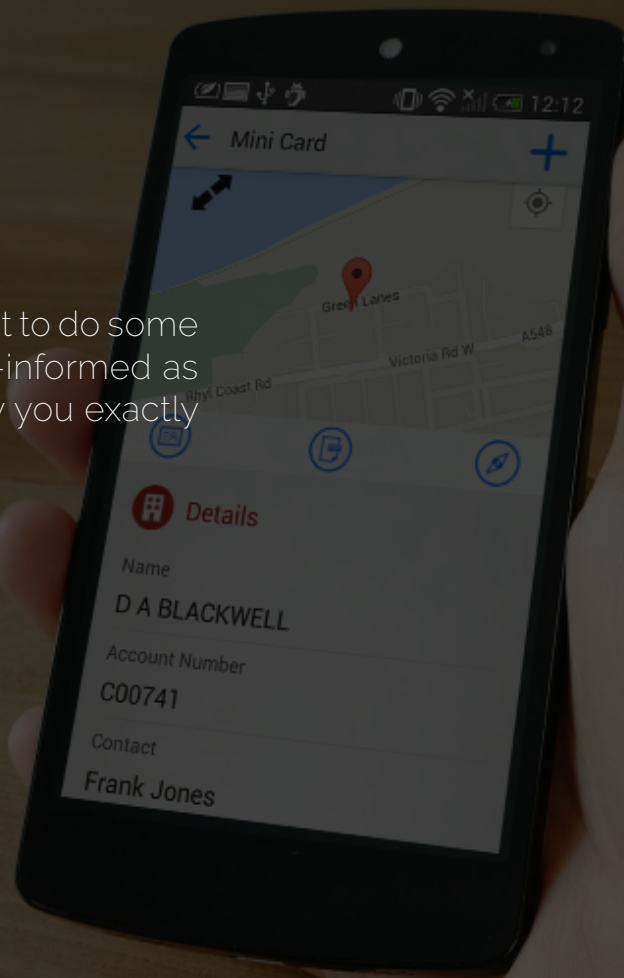 12:12
Mini Card
Green Lanes
A548
Victoria Rd W
Rhyl Coast Rd
t to do some
-informed as
you exactly
Details
Name
D A BLACKWELL
Account Number
C00741
Contact
Frank Jones